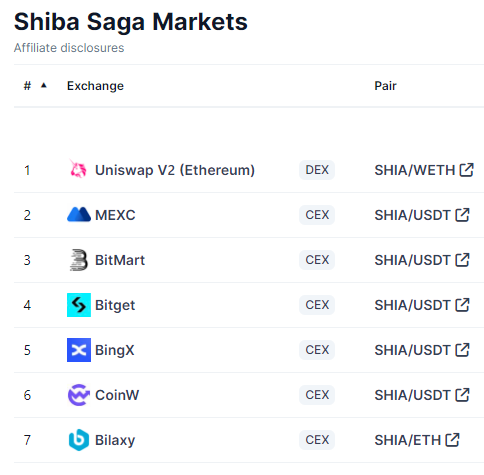 Shiba Saga Markets
Affiliate disclosures
# ▲ Exchange Pair
1 Uniswap V2 (Ethereum) DEX SHIA/WETH
2 MEXC CEX SHIA/USDT
3 BitMart CEX SHIA/USDT
4 Bitget CEX SHIA/USDT
5 BingX CEX SHIA/USDT
6 CoinW CEX SHIA/USDT
7 Bilaxy CEX SHIA/ETH